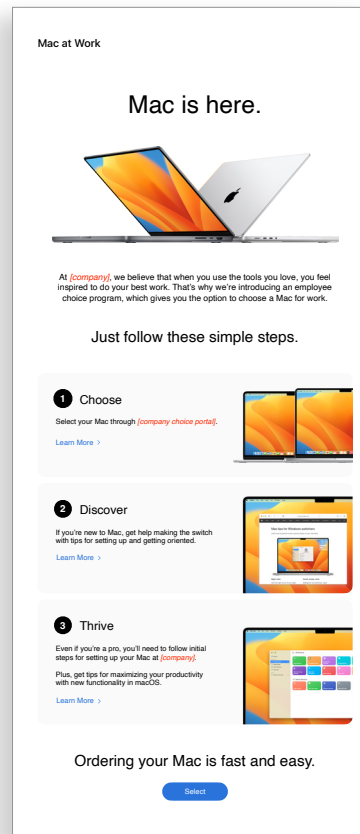 Mac at Work
Mac is here.
At [company], we believe that when you use the tools you love, you feel
inspired to do your best work. That's why we're introducing an employee
choice program, which gives you the option to choose a Mac for work.
Just follow these simple steps.
1 Choose
Select your Mac through [company choice portal].
Learn More >
2 Discover
If you're new to Mac, get help making the switch
with tips for setting up and getting oriented.
Learn More >
3 Thrive
Even if you're a pro, you'll need to follow initial
steps for setting up your Mac at [company].
Plus, get tips for maximizing your productivity
with new functionality in macOS.
Learn More >
Ordering your Mac is fast and easy.
Select